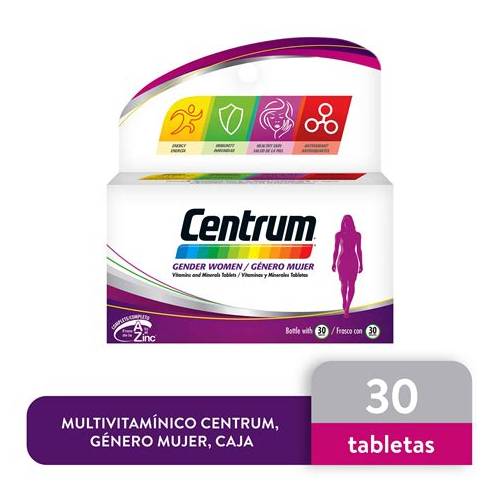 ENERGY
ENERGÍA
IMMUNITY
INMUNIDAD
HEALTHY SKIN
SALUD DE LA PIEL
ANTIOXIDANT
ANTIOXIDANTES
Centrum
GENDER WOMEN / GÉNERO MUJER
Vitamins and Minerals Tablets / Vitaminas y Minerales Tabletas
COMPLETO/COMPLETE
A
Zinc
Bottle with 30 / Frasco con 30
MULTIVITAMÍNICO CENTRUM,
GÉNERO MUJER, CAJA
30
tabletas